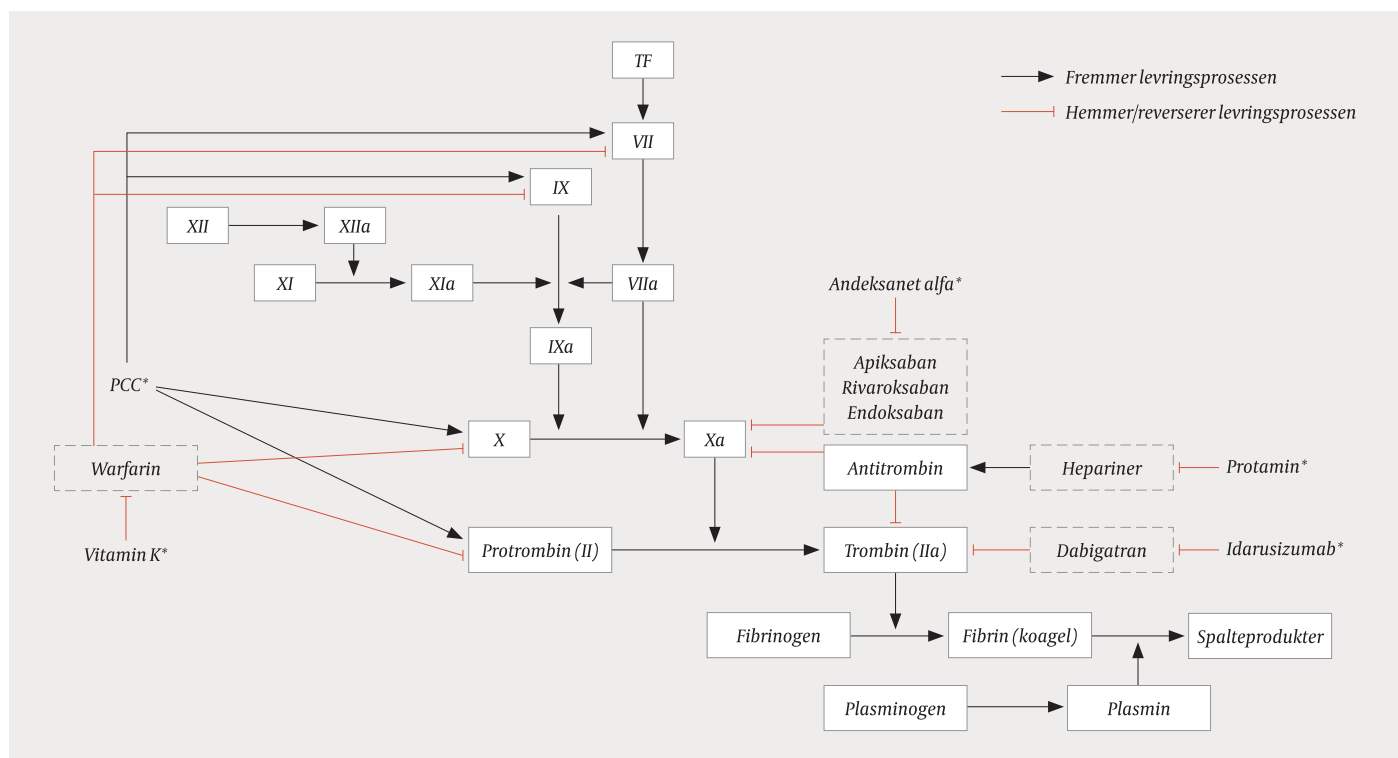 TF
Fremmer levringsprosessen
Hemmer/reverserer levringsprosessen
VII
IX
XII
XIIa
XI
XIa
VIIa
Andeksanet alfa*
IXa
Apiksaban
Rivaroksaban
Endoksaban
PCC*
X
Xa
Warfarin
Antitrombin
Hepariner
Protamin*
Vitamin K*
Protrombin (II)
Trombin (IIa)
Dabigatran
Idarusizumab*
Fibrinogen
Fibrin (koagel)
Spalteprodukter
Plasminogen
Plasmin